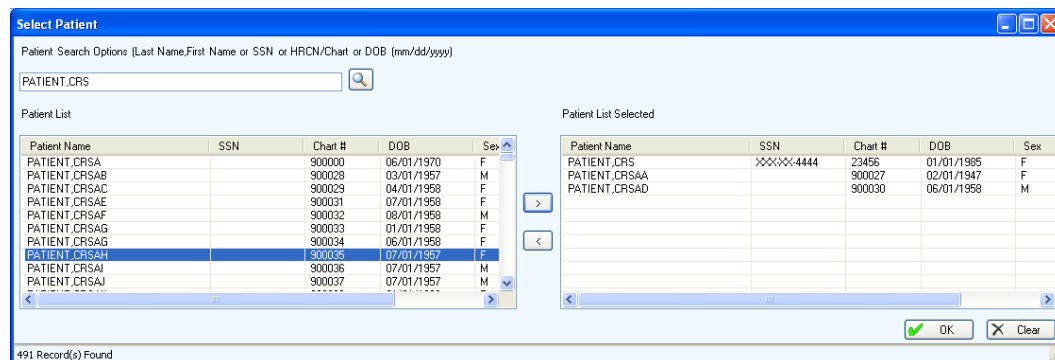 Select Patient
Patient Search Options (Last Name,First Name or SSN or HRCN/Chart or DOB (mm/dd/yyyy)
PATIENT,CRS
Patient List
Patient Name SSN Chart # DOB Sex
PATIENT,CRSA 900000 06/01/1970 F
PATIENT,CRSAB 900028 03/01/1957 M
PATIENT,CRSAC 900029 04/01/1958 F
PATIENT,CRSAE 900031 07/01/1958 F
PATIENT,CRSAF 900032 08/01/1958 M
PATIENT,CRSAG 900033 01/01/1958 F
PATIENT,CRSAG 900034 06/01/1958 F
PATIENT,CRSAH 900035 07/01/1957 F
PATIENT,CRSAI 900036 07/01/1957 M
PATIENT,CRSAJ 900037 07/01/1957 M
>
<
Patient List Selected
Patient Name SSN Chart # DOB Sex
PATIENT,CRS XXX-XX-4444 23456 01/01/1985 F
PATIENT,CRSAA 900027 02/01/1947 F
PATIENT,CRSAD 900030 06/01/1958 M
OK Clear
491 Record(s) Found